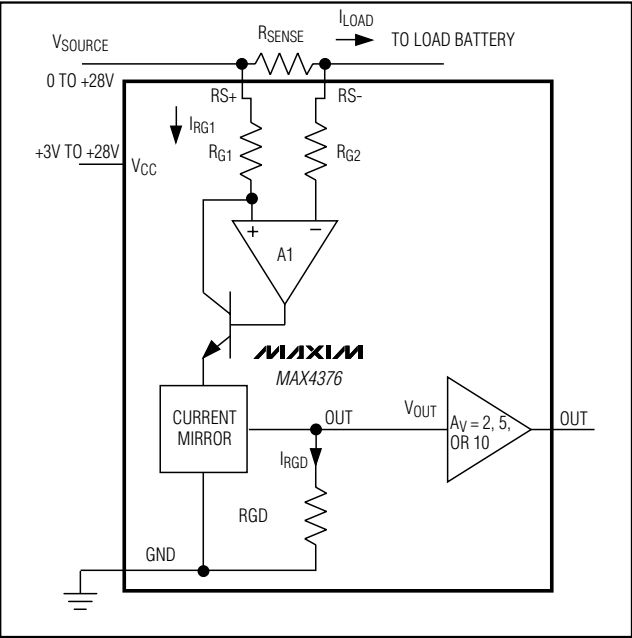 ILOAD
RSENSE
VSOURCE
TO LOAD BATTERY
0 TO +28V
RS+
RS-
IRG1
RG1
RG2
+3V TO +28V
VCC
+ −
A1
MAXIM
MAX4376
CURRENT
MIRROR
OUT
VOUT
AV = 2, 5,
OR 10
OUT
IRGD
RGD
GND